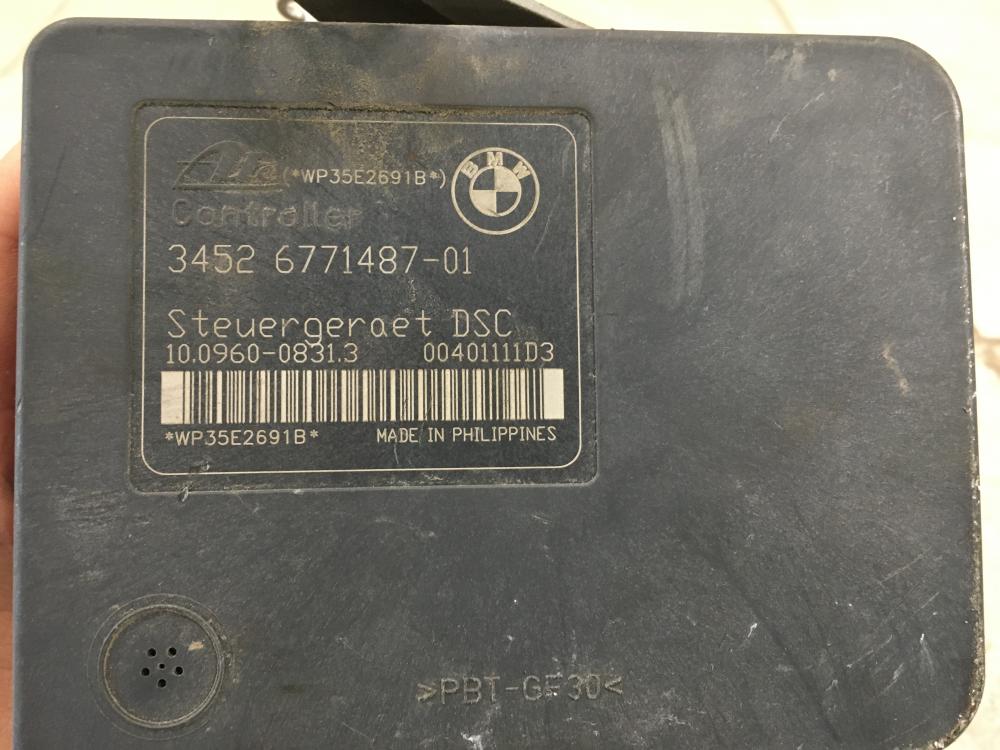 Ate (*WP35E2691B*) BMW
Controller
3452 6771487-01
Steuergeraet DSC
10.0960-0831.3 00401111D3
*WP35E2691B* MADE IN PHILIPPINES
>PBT-GF30<